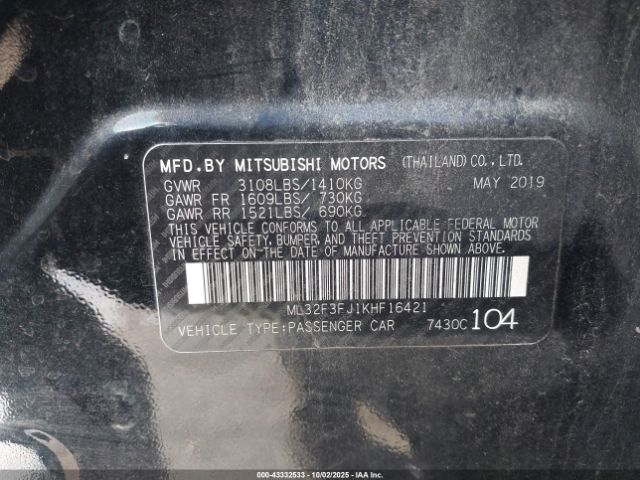 MFD.BY MITSUBISHI MOTORS (THAILAND)CO.,LTD.
GVWR 3108LBS/1410KG MAY 2019
GAWR FR 1609LBS/ 730KG
GAWR RR 1521LBS/ 690KG
THIS VEHICLE CONFORMS TO ALL APPLICABLE FEDERAL MOTOR
VEHICLE SAFETY, BUMPER, AND THEFT PREVENTION STANDARDS
IN EFFECT ON THE DATE OF MANUFACTURE SHOWN ABOVE.
ML32F3FJ1KHF16421
VEHICLE TYPE:PASSENGER CAR 7430C 104
000-43332533 | 10/02/2025 | IAA Inc.